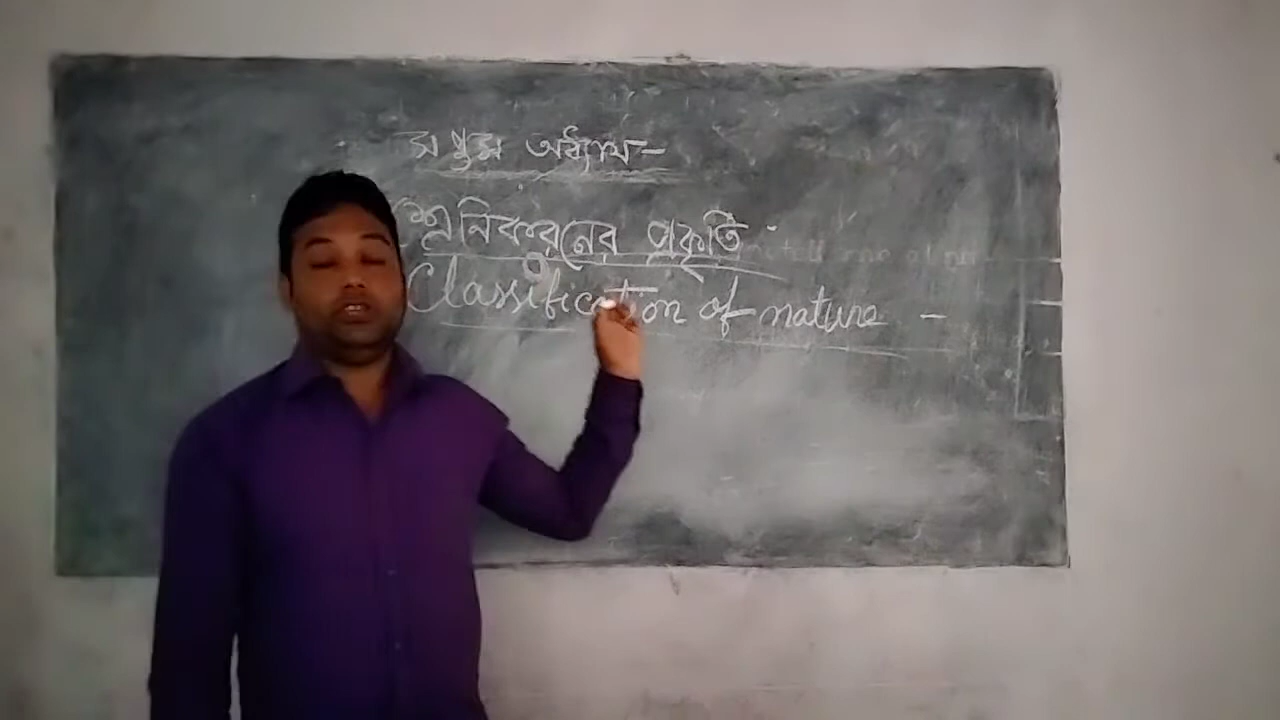 সপ্তম অধ্যায়-
শ্রেনিকরনের প্রকৃতি
Classification of nature -